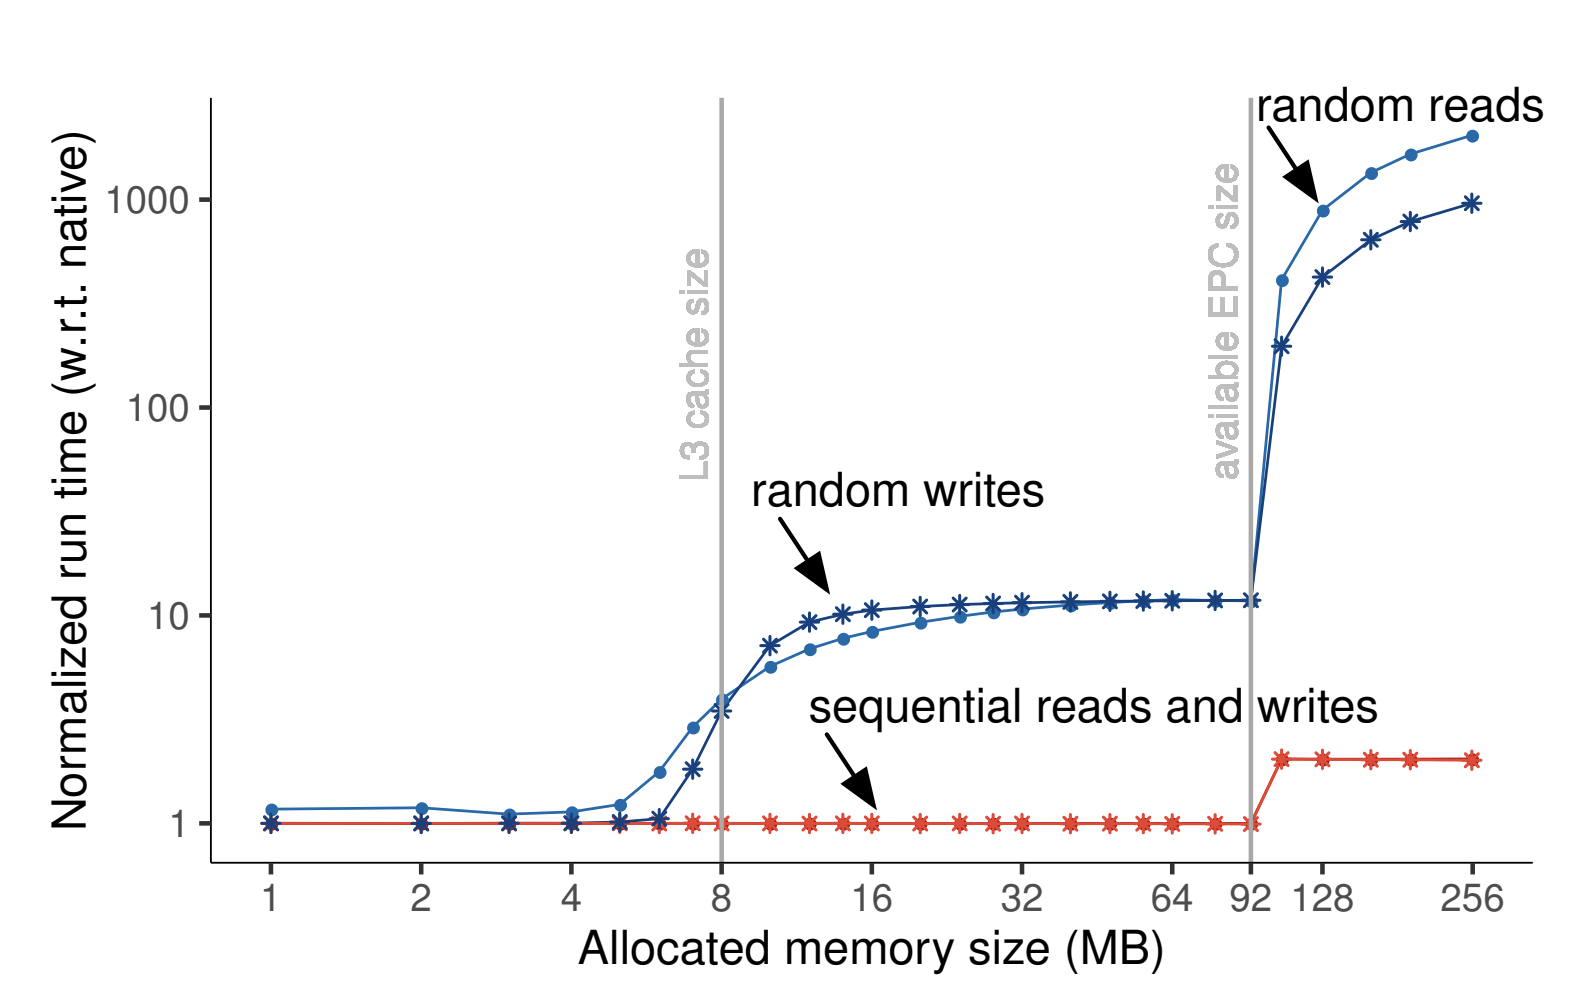 random reads
Normalized run time (w.r.t. native)
1000
100
10
1
L3 cache size
available EPC size
random writes
sequential reads and writes
1 2 4 8 16 32 64 92 128 256
Allocated memory size (MB)